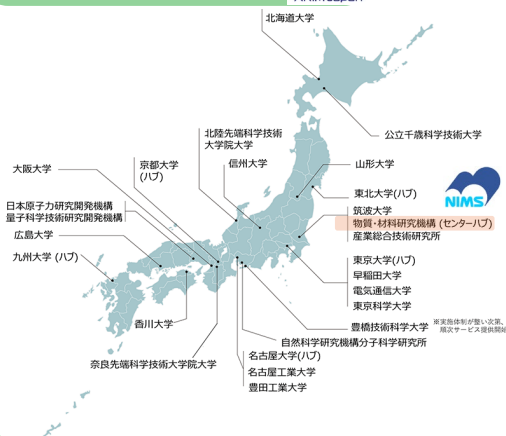 北海道大学
公立千歳科学技術大学
北陸先端科学技術
大学院大学
信州大学
山形大学
京都大学
(ハブ)
大阪大学
東北大学(ハブ)
NIMS
日本原子力研究開発機構
量子科学技術研究開発機構
筑波大学
物質・材料研究機構 (センターハブ)
産業総合技術研究所
広島大学
九州大学 (ハブ)
東京大学(ハブ)
早稲田大学
電気通信大学
東京科学大学
香川大学
豊橋技術科学大学
※実施体制が整い次第、
順次サービス提供開始
自然科学研究機構分子科学研究所
奈良先端科学技術大学院大学
名古屋大学(ハブ)
名古屋工業大学
豊田工業大学